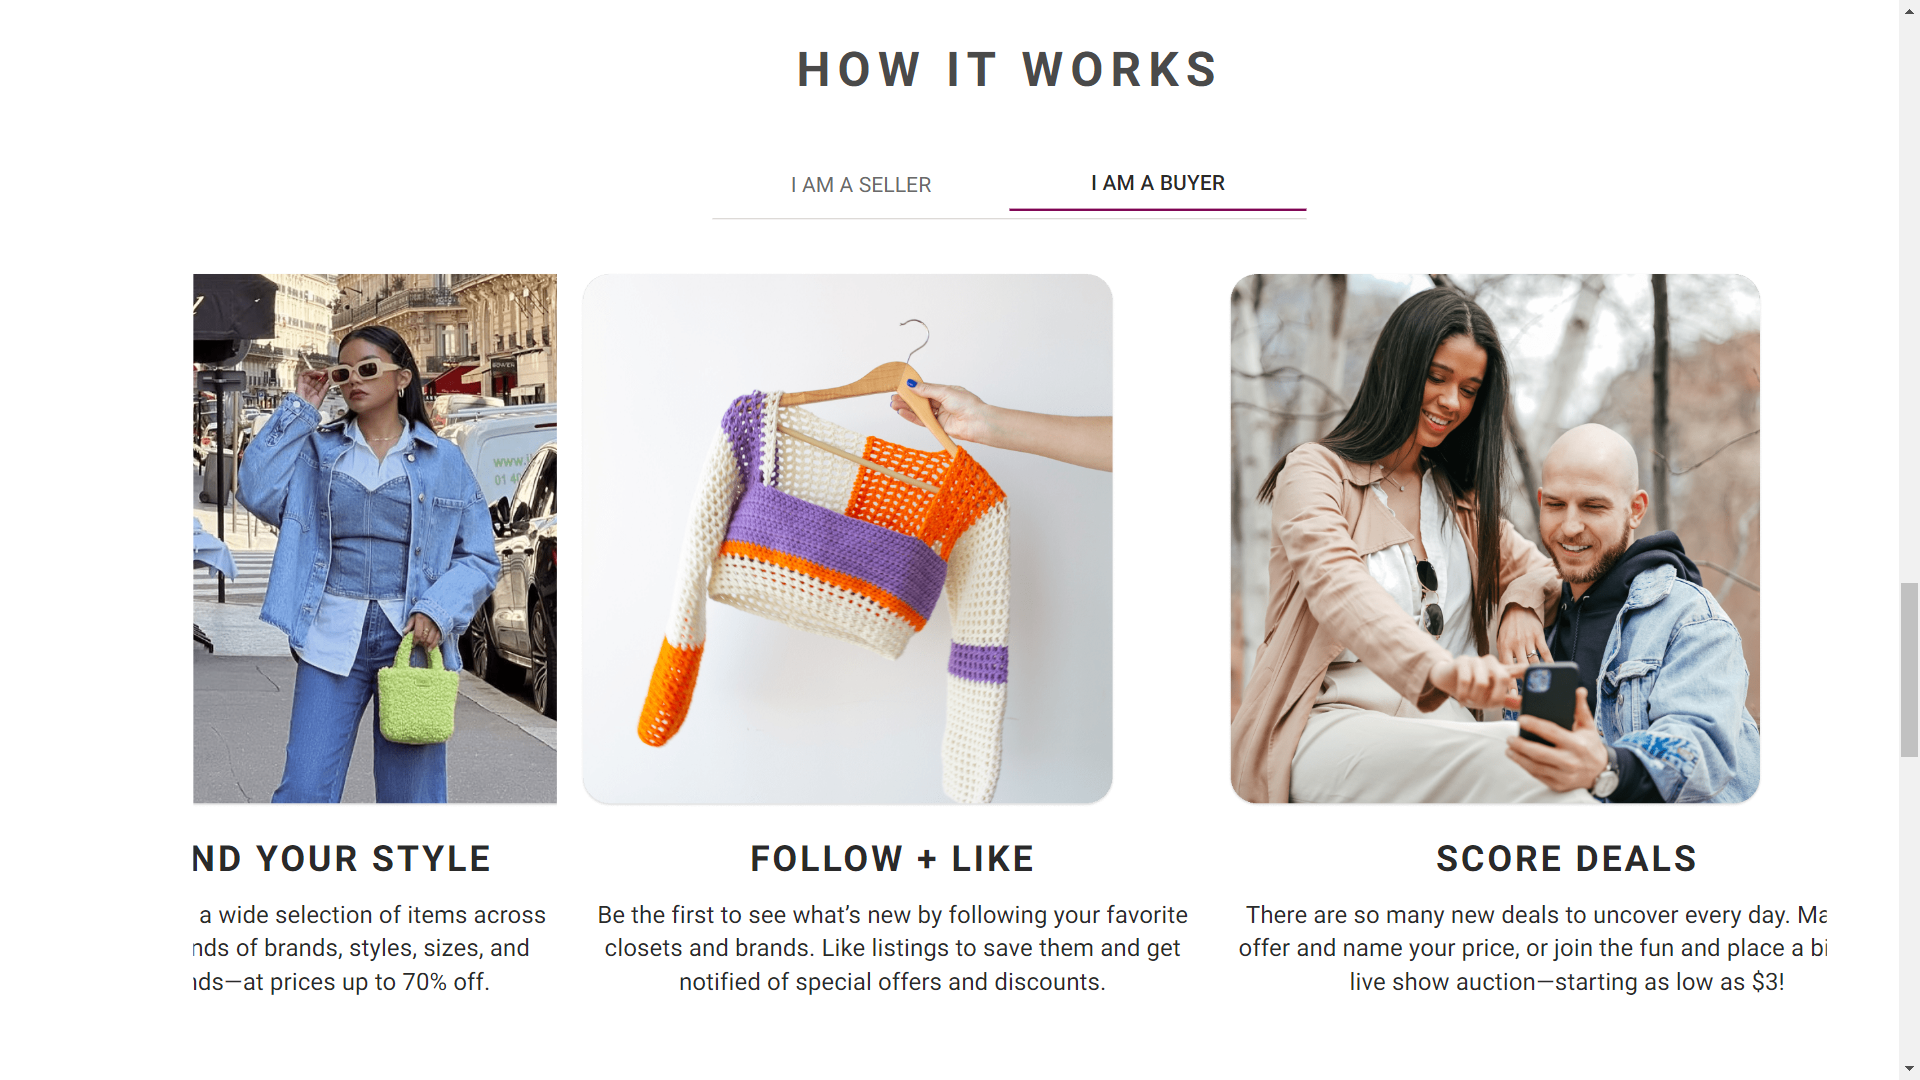 HOW IT WORKS
I AM A SELLER
I AM A BUYER
www.
01 4
ND YOUR STYLE
a wide selection of items across
nds of brands, styles, sizes, and
nds—at prices up to 70% off.
FOLLOW + LIKE
Be the first to see what’s new by following your favorite
closets and brands. Like listings to save them and get
notified of special offers and discounts.
SCORE DEALS
There are so many new deals to uncover every day. Ma
offer and name your price, or join the fun and place a bi
live show auction—starting as low as $3!